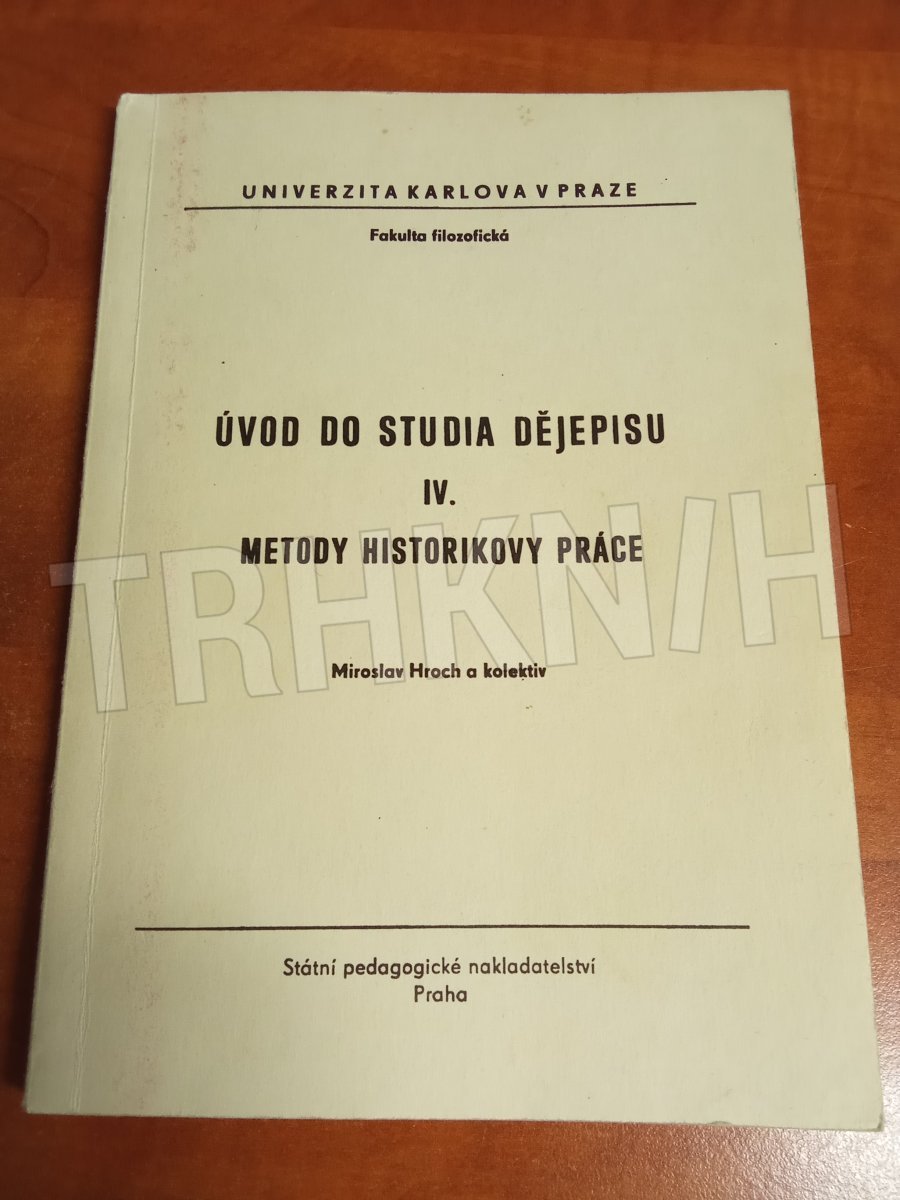 UNIVERZITA KARLOVA V PRAZE
Fakulta filozofická
ÚVOD DO STUDIA DĚJEPISU
IV.
METODY HISTORIKOVY PRÁCE
TRHKNIH
Miroslav Hroch a kolektiv
Státní pedagogické nakladatelství
Praha